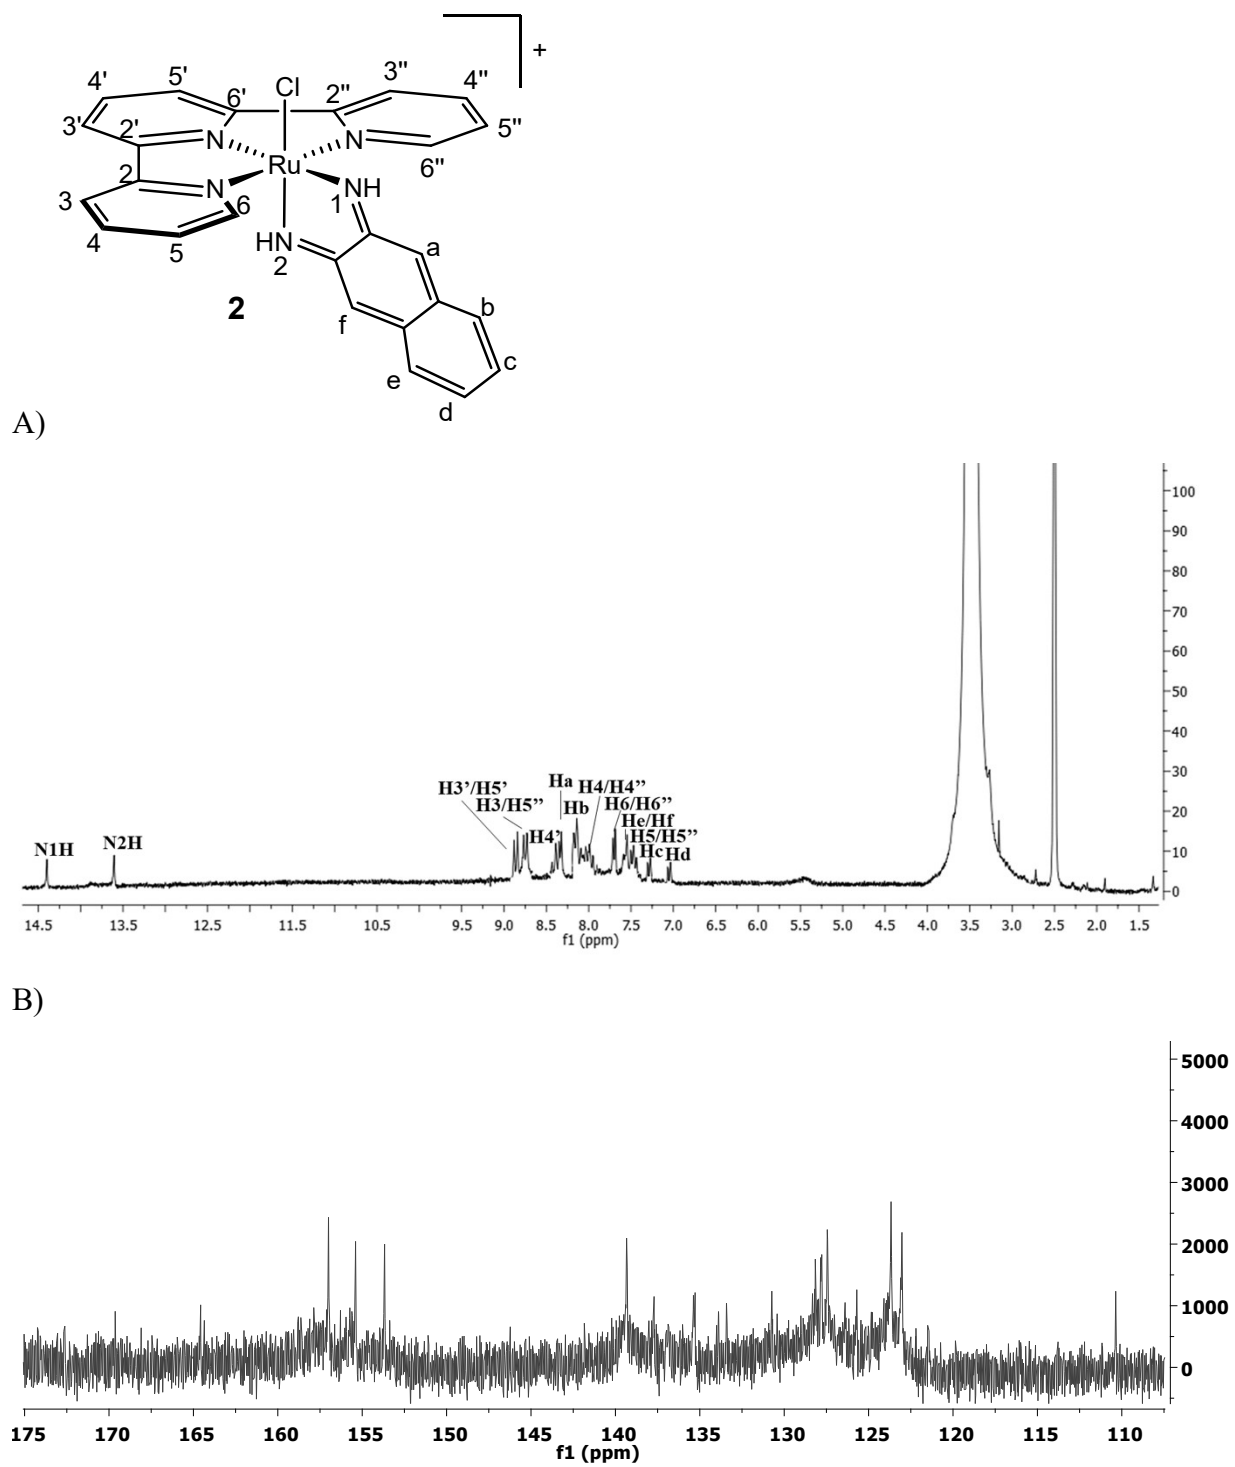 +
Cl
4' 5' 6' 2" 3" 4"
3' 2' N N 5"
Ru 6"
2 N NH
3 6 1
4 5 HN a
2
2 f b
e c
d
A)
100
90
80
70
60
50
40
30
20
10
0
Ha H4/H4”
H3’/H5’
H3/H5” Hb H6/H6”
He/Hf
H4’ H5/H5”
N1H N2H Hc Hd
14.5 13.5 12.5 11.5 10.5 9.5 9.0 8.5 8.0 7.5 7.0 6.5 6.0 5.5 5.0 4.5 4.0 3.5 3.0 2.5 2.0 1.5
f1 (ppm)
B)
5000
4000
3000
2000
1000
0
175 170 165 160 155 150 145 140 135 130 125 120 115 110
f1 (ppm)